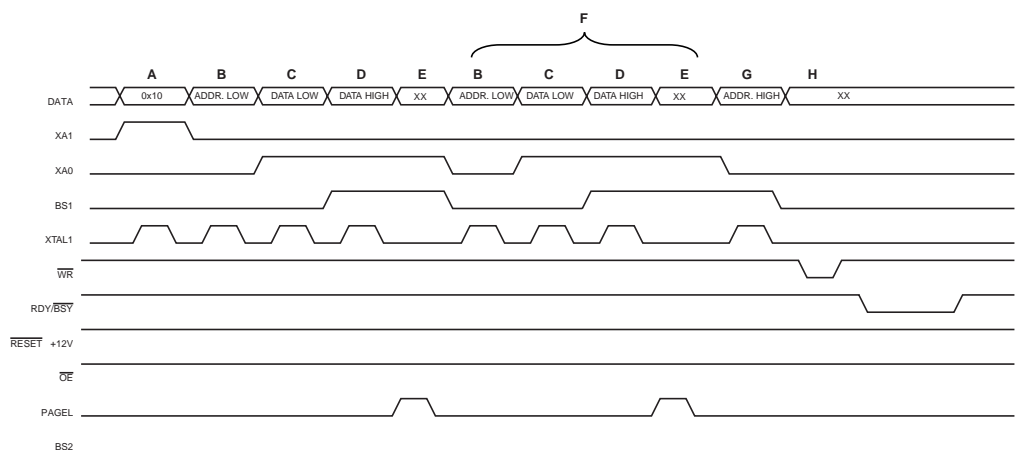 F
A B C D E B C D E G H
DATA 0x10 ADDR. LOW DATA LOW DATA HIGH XX ADDR. LOW DATA LOW DATA HIGH XX ADDR. HIGH XX
XA1
XA0
BS1
XTAL1
WR
RDY/BSY
RESET +12V
OE
PAGEL
BS2